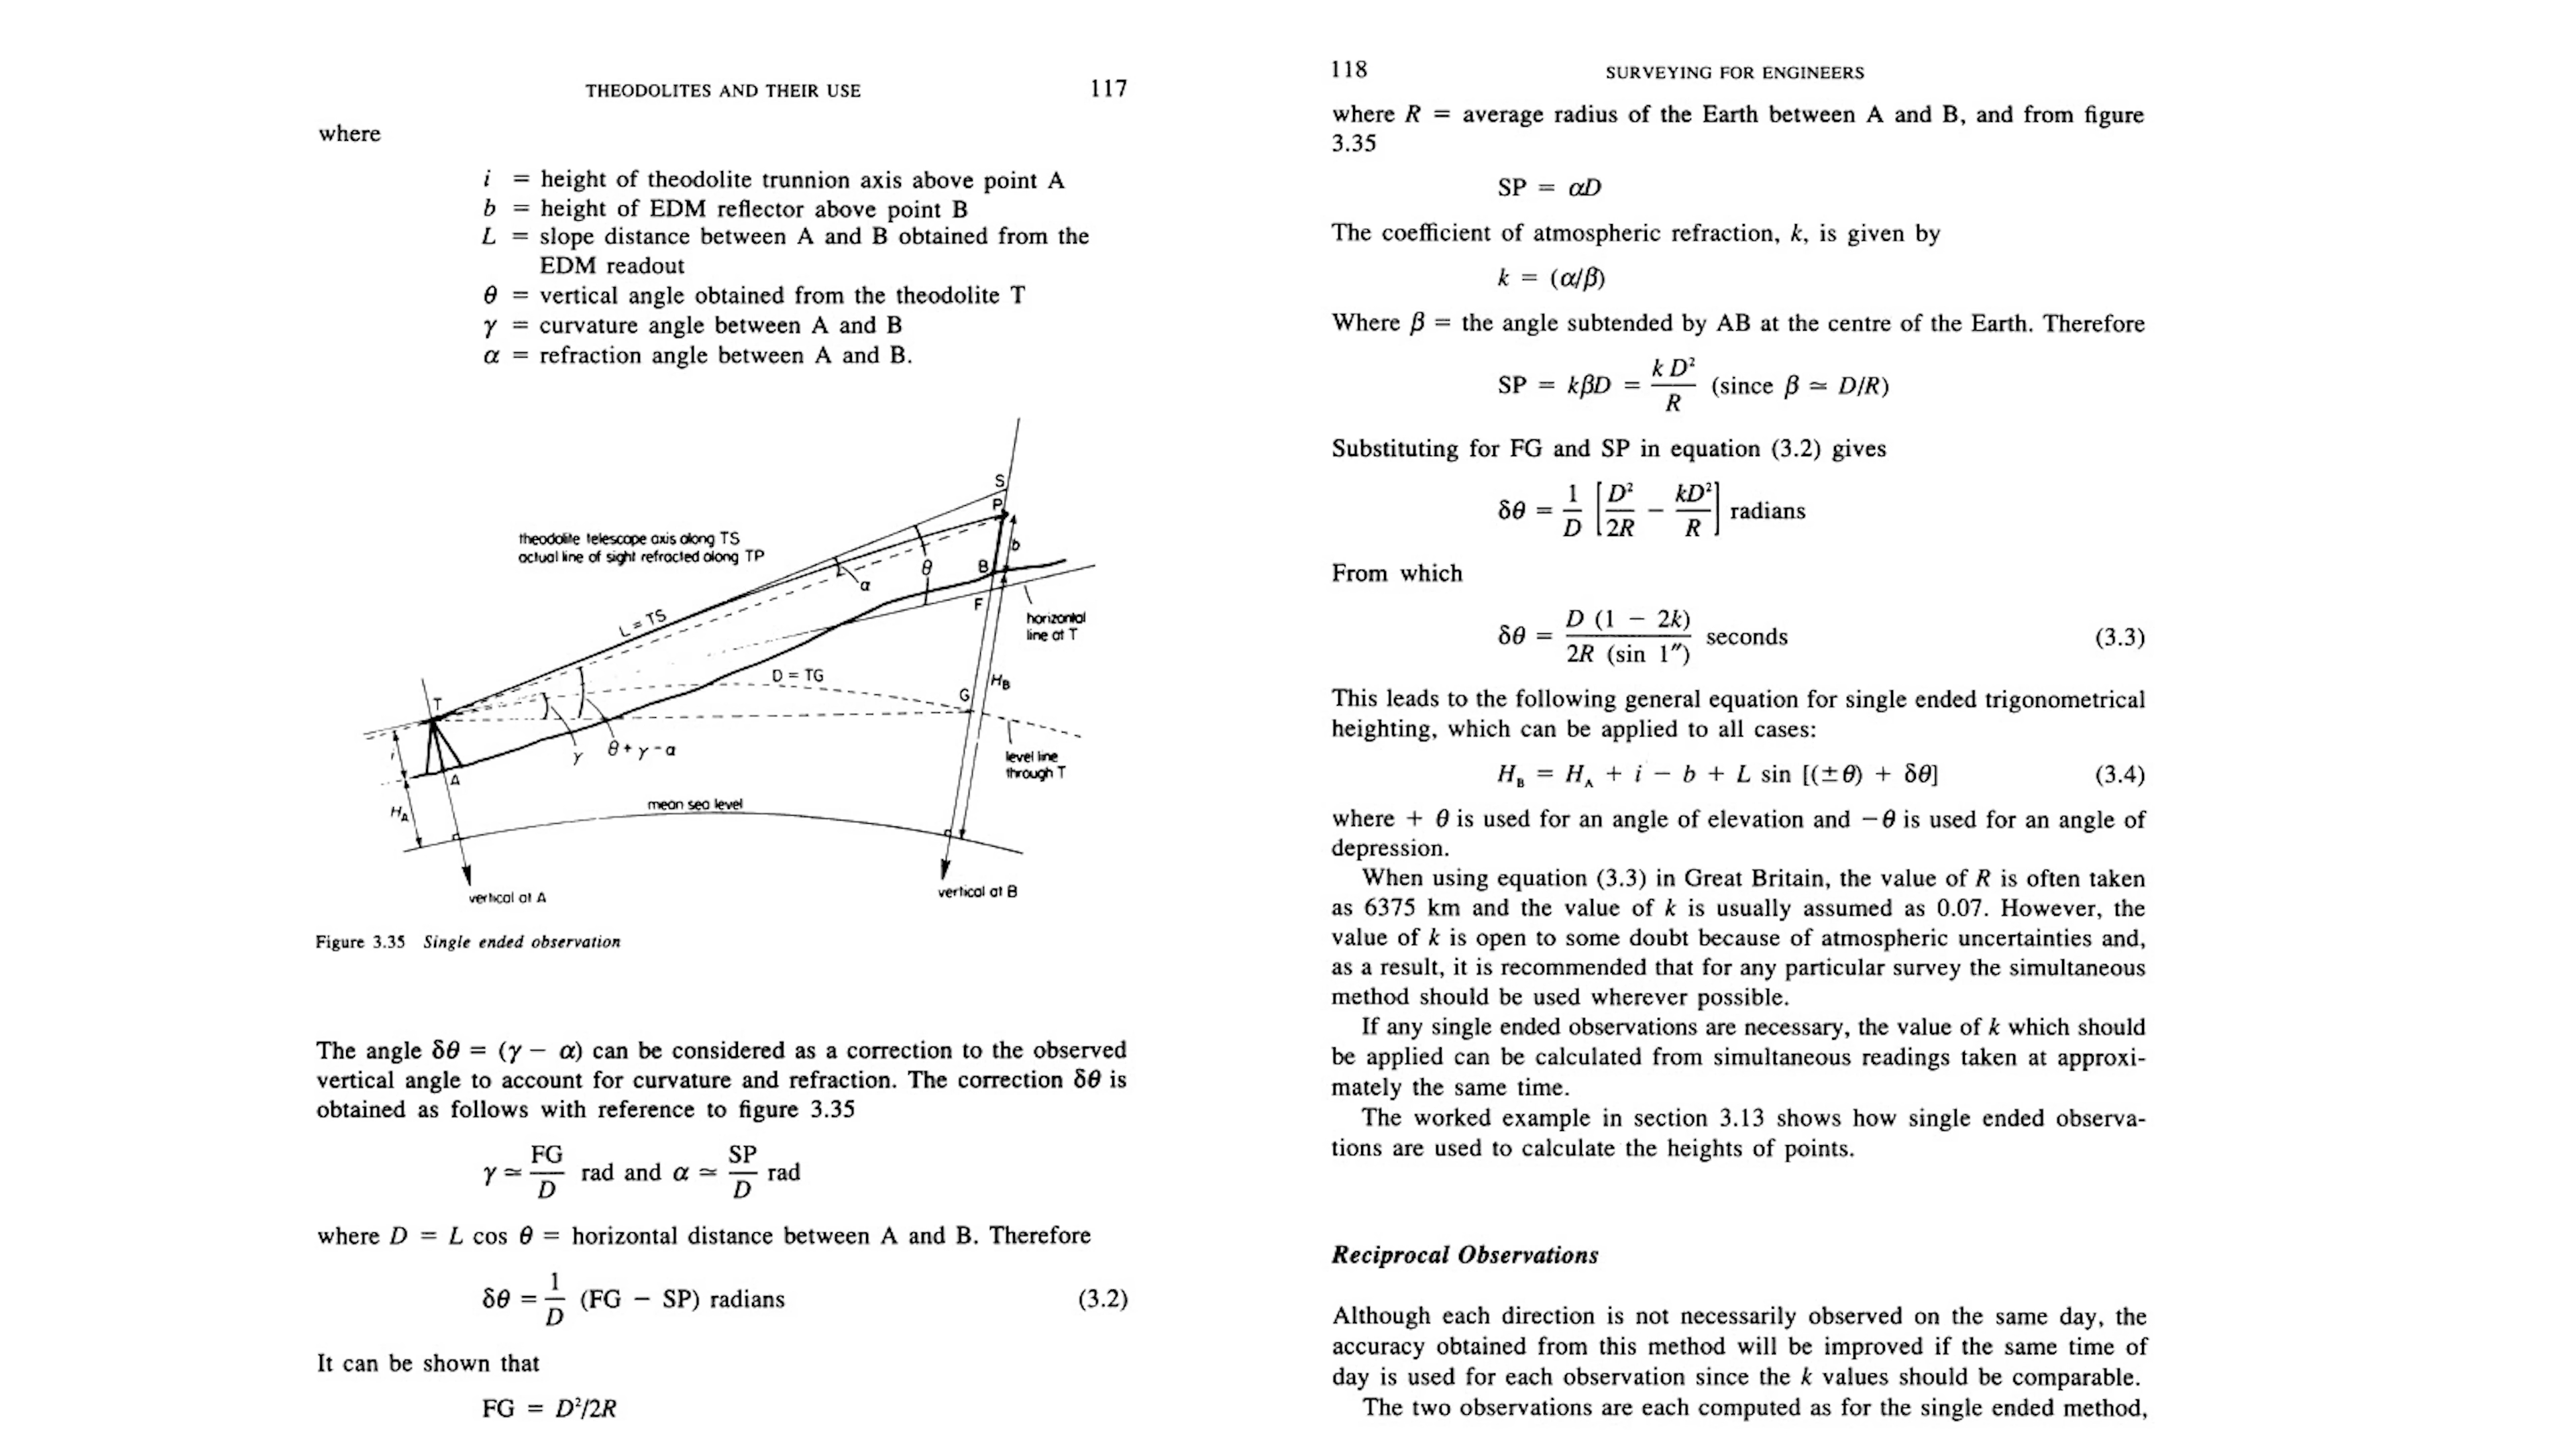 THEODOLITES AND THEIR USE 117
where
i = height of theodolite trunnion axis above point A
b = height of EDM reflector above point B
L = slope distance between A and B obtained from the
EDM readout
θ = vertical angle obtained from the theodolite T
γ = curvature angle between A and B
α = refraction angle between A and B.
S
P
theodolite telescope axis along TS
actual line of sight refracted along TP
b
B
θ
α
F
L = TS
horizontal
line at T
D = TG
H_B
G
T
γ
θ + γ - α
level line
through T
i
A
mean sea level
H_A
vertical at A
vertical at B
Figure 3.35 Single ended observation
The angle δθ = (γ − α) can be considered as a correction to the observed
vertical angle to account for curvature and refraction. The correction δθ is
obtained as follows with reference to figure 3.35
γ ≃ FG/D rad and α ≃ SP/D rad
where D = L cos θ = horizontal distance between A and B. Therefore
δθ = 1/D (FG − SP) radians (3.2)
It can be shown that
FG = D²/2R
118 SURVEYING FOR ENGINEERS
where R = average radius of the Earth between A and B, and from figure
3.35
SP = αD
The coefficient of atmospheric refraction, k, is given by
k = (α/β)
Where β = the angle subtended by AB at the centre of the Earth. Therefore
SP = kβD = k D²/R (since β ≃ D/R)
Substituting for FG and SP in equation (3.2) gives
δθ = 1/D [D²/2R − kD²/R] radians
From which
δθ = D (1 − 2k)/2R (sin 1″) seconds (3.3)
This leads to the following general equation for single ended trigonometrical
heighting, which can be applied to all cases:
H_B = H_A + i − b + L sin [(±θ) + δθ] (3.4)
where + θ is used for an angle of elevation and −θ is used for an angle of
depression.
When using equation (3.3) in Great Britain, the value of R is often taken
as 6375 km and the value of k is usually assumed as 0.07. However, the
value of k is open to some doubt because of atmospheric uncertainties and,
as a result, it is recommended that for any particular survey the simultaneous
method should be used wherever possible.
If any single ended observations are necessary, the value of k which should
be applied can be calculated from simultaneous readings taken at approxi-
mately the same time.
The worked example in section 3.13 shows how single ended observa-
tions are used to calculate the heights of points.
Reciprocal Observations
Although each direction is not necessarily observed on the same day, the
accuracy obtained from this method will be improved if the same time of
day is used for each observation since the k values should be comparable.
The two observations are each computed as for the single ended method,